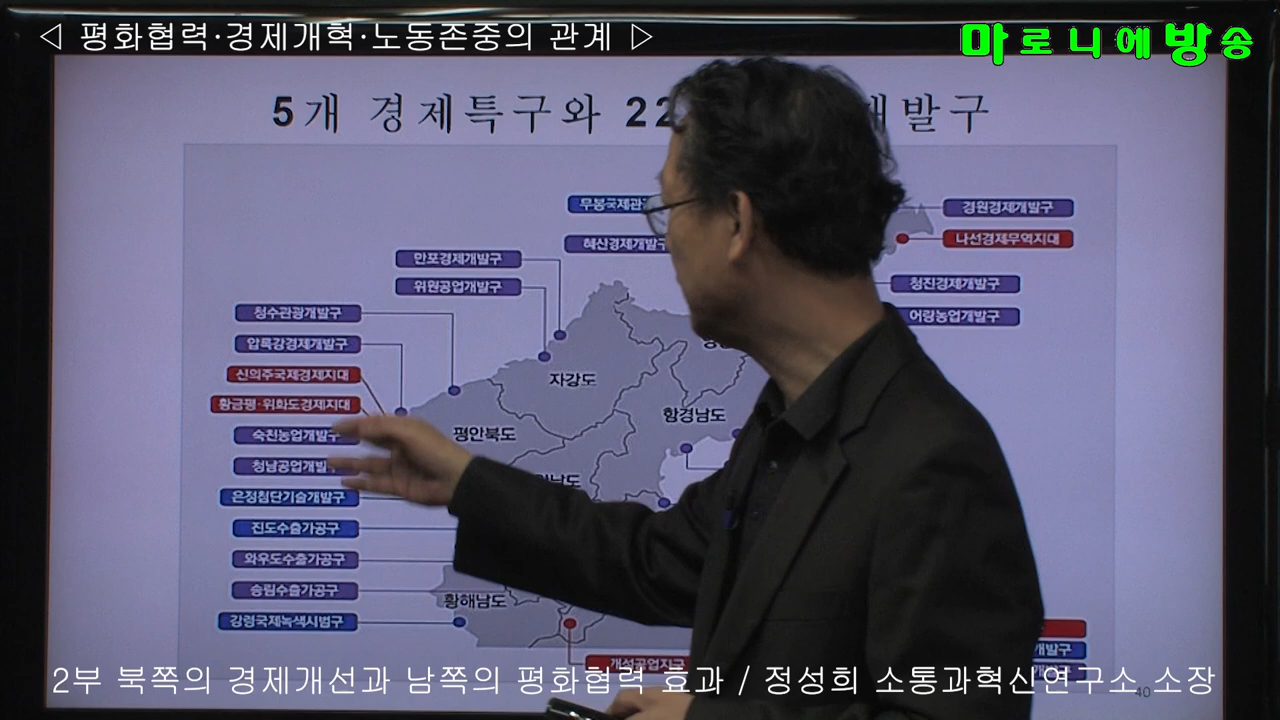 ◁ 평화협력·경제개혁·노동존중의 관계 ▷
마로니에방송
5개 경제특구와 22 개발구
무봉국제관
경원경제개발구
혜산경제개발구
나선경제무역지대
만포경제개발구
위원공업개발구
청진경제개발구
청수관광개발구
어랑농업개발구
압록강경제개발구
신의주국제경제지대
자강도
황금평·위화도경제지대
함경남도
숙천농업개발구
평안북도
청남공업개발구
은정첨단기술개발구
진도수출가공구
와우도수출가공구
송림수출가공구
황해남도
강령국제녹색시범구
개성공업지구
2부 북쪽의 경제개선과 남쪽의 평화협력 효과 / 정성희 소통과혁신연구소 소장
40